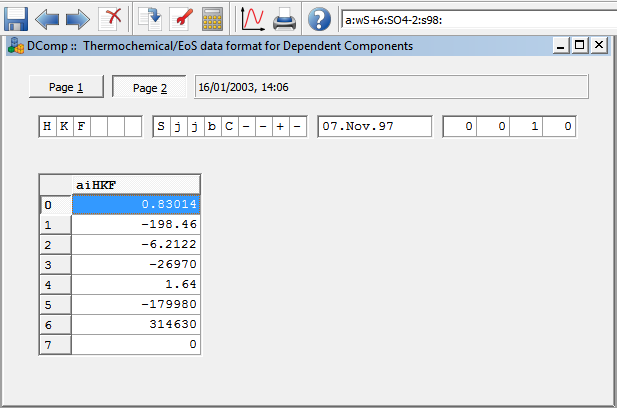 a:wS+6:SO4-2:s98:
DComp :: Thermochemical/EoS data format for Dependent Components
Page 1 Page 2 16/01/2003, 14:06
H K F S j j b C - - + - 07.Nov.97 0 0 1 0
aiHKF
0 0.83014
1 -198.46
2 -6.2122
3 -26970
4 1.64
5 -179980
6 314630
7 0